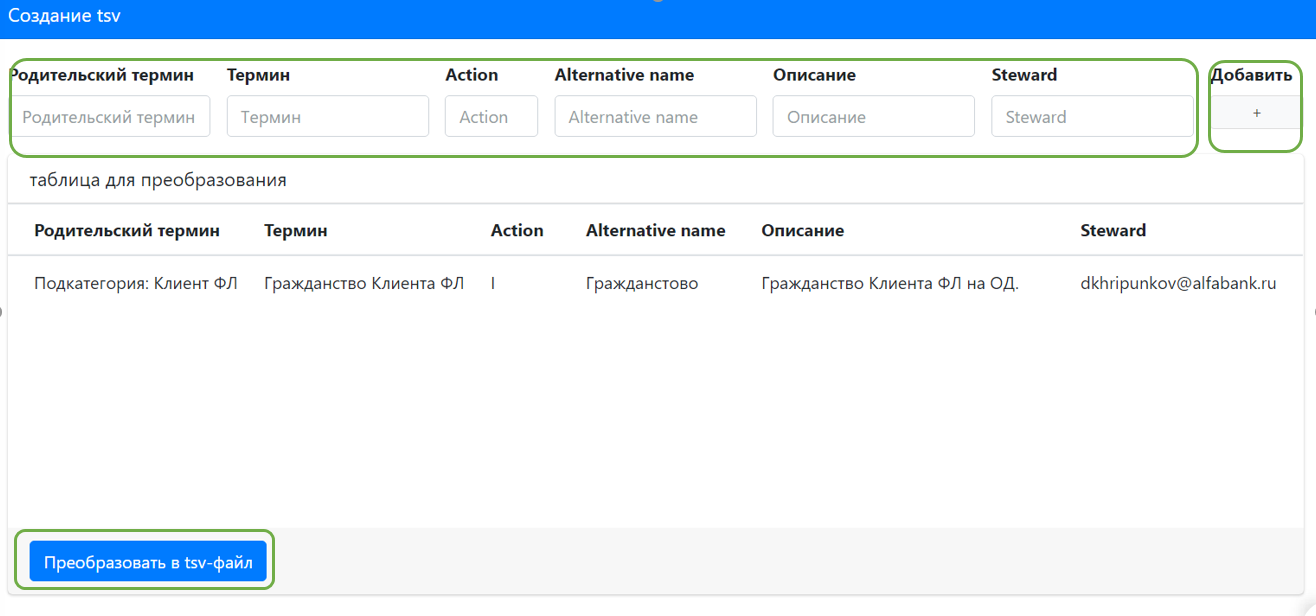 Создание tsv
Родительский термин Термин Action Alternative name Описание Steward Добавить
Родительский термин Термин Action Alternative name Описание Steward +
таблица для преобразования
Родительский термин Термин Action Alternative name Описание Steward
Подкатегория: Клиент ФЛ Гражданство Клиента ФЛ I Гражданстово Гражданство Клиента ФЛ на ОД. dkhripunkov@alfabank.ru
Преобразовать в tsv-файл